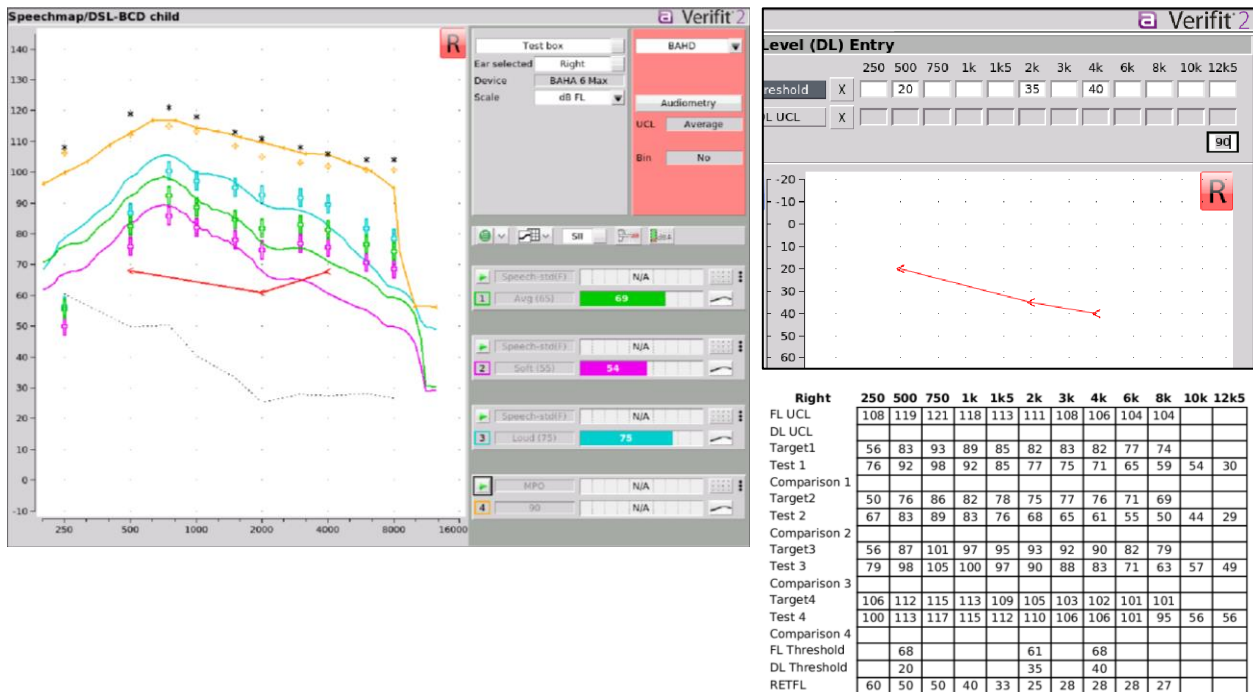 Speechmap/DSL-BCD child
a Verifit®2
140
130
120
110
100
90
80
70
60
50
40
30
20
10
0
-10
250 500 1000 2000 4000 8000 16000
R
Test box
Ear selected Right
Device BAHA 6 Max
Scale dB FL
BAHD
Audiometry
UCL Average
Bin No
SII
Speech-std(F) N/A
1 Avg (65) 69
Speech-std(F) N/A
2 Soft (55) 54
Speech-std(F) N/A
3 Loud (75) 75
MPO N/A
4 90 N/A
a Verifit®2
Level (DL) Entry
250 500 750 1k 1k5 2k 3k 4k 6k 8k 10k 12k5
reshold X 20 35 40
DL UCL X
90
-20
-10
0
10
20
30
40
50
60
R
Right 250 500 750 1k 1k5 2k 3k 4k 6k 8k 10k 12k5
FL UCL 108 119 121 118 113 111 108 106 104 104
DL UCL
Target1 56 83 93 89 85 82 83 82 77 74
Test 1 76 92 98 92 85 77 75 71 65 59 54 30
Comparison 1
Target2 50 76 86 82 78 75 77 76 71 69
Test 2 67 83 89 83 76 68 65 61 55 50 44 29
Comparison 2
Target3 56 87 101 97 95 93 92 90 82 79
Test 3 79 98 105 100 97 90 88 83 71 63 57 49
Comparison 3
Target4 106 112 115 113 109 105 103 102 101 101
Test 4 100 113 117 115 112 110 106 106 101 95 56 56
Comparison 4
FL Threshold 68 61 68
DL Threshold 20 35 40
RETFL 60 50 50 40 33 25 28 28 28 27